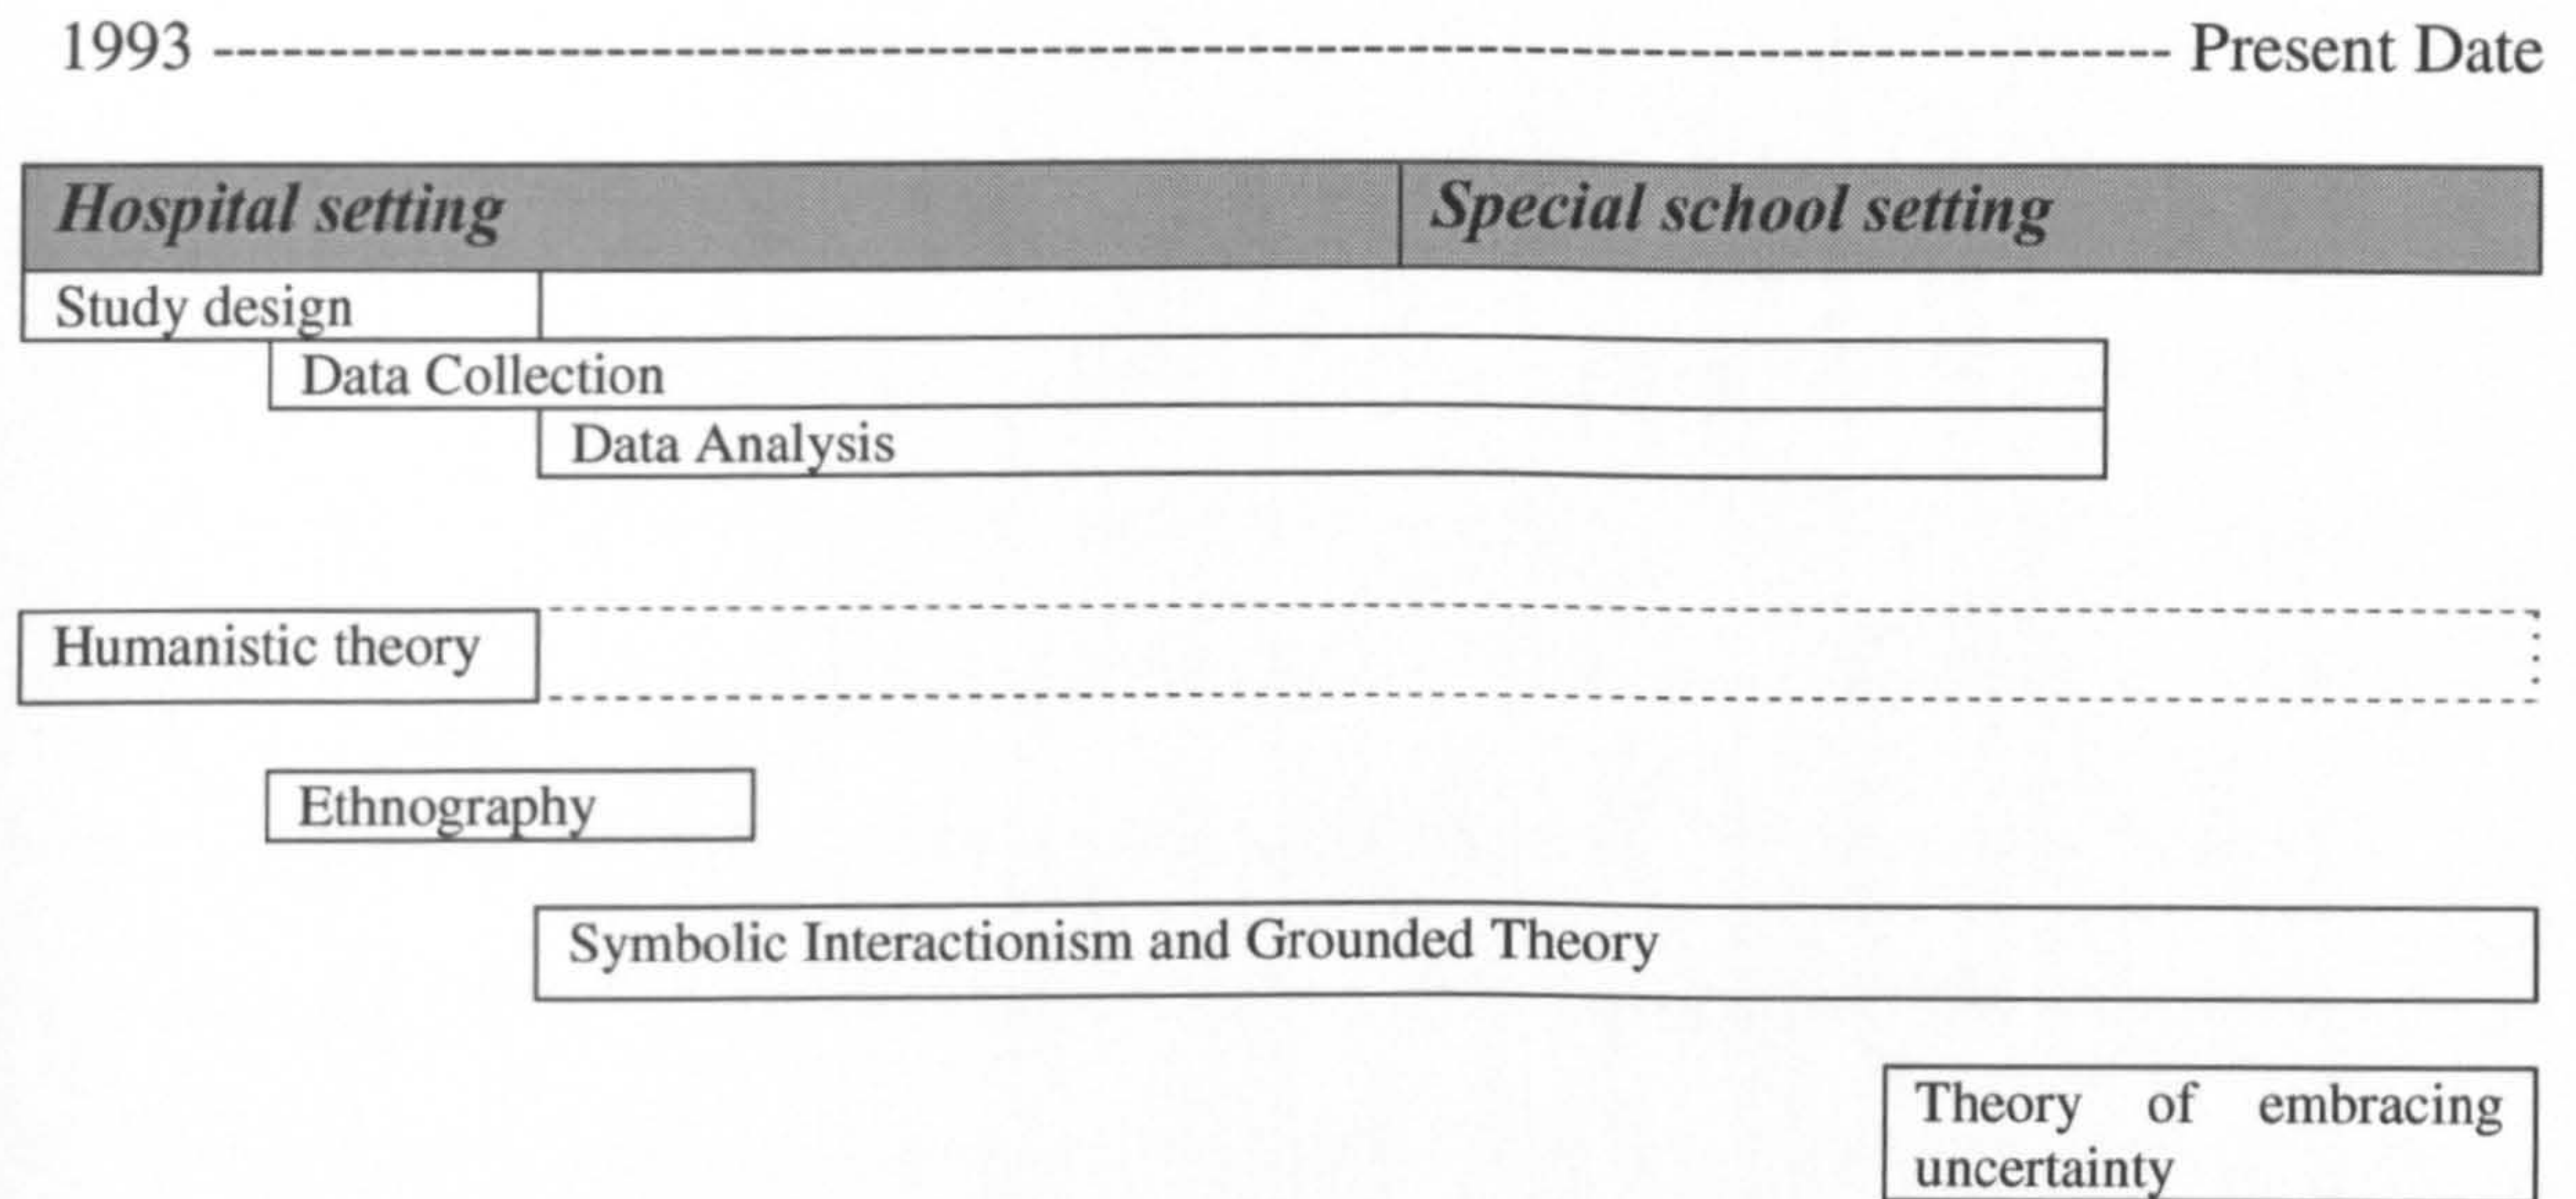 1993 ---------------------------------------------------------------- Present Date
Hospital setting Special school setting
Study design
Data Collection
Data Analysis
Humanistic theory
Ethnography
Symbolic Interactionism and Grounded Theory
Theory of embracing
uncertainty